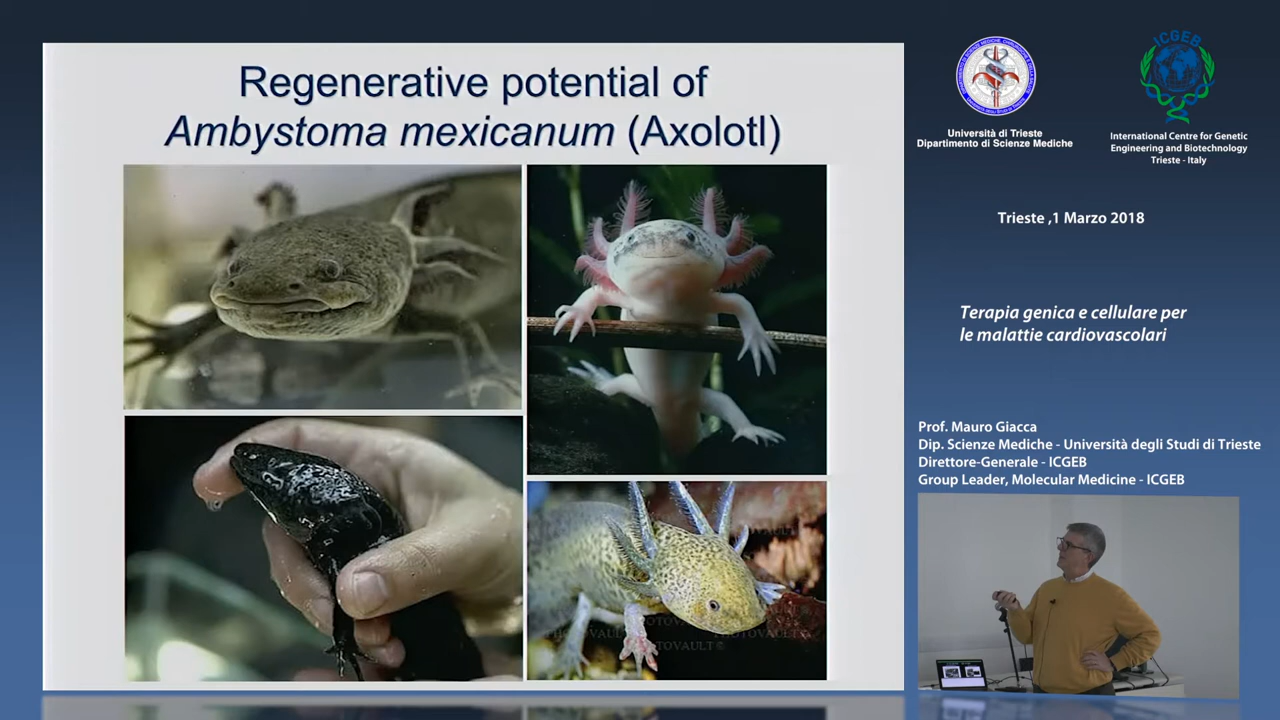 Regenerative potential of
Ambystoma mexicanum (Axolotl)
ICGEB
Università di Trieste
Dipartimento di Scienze Mediche
International Centre for Genetic
Engineering and Biotechnology
Trieste - Italy
Trieste ,1 Marzo 2018
Terapia genica e cellulare per
le malattie cardiovascolari
Prof. Mauro Giacca
Dip. Scienze Mediche - Università degli Studi di Trieste
Direttore-Generale - ICGEB
Group Leader, Molecular Medicine - ICGEB